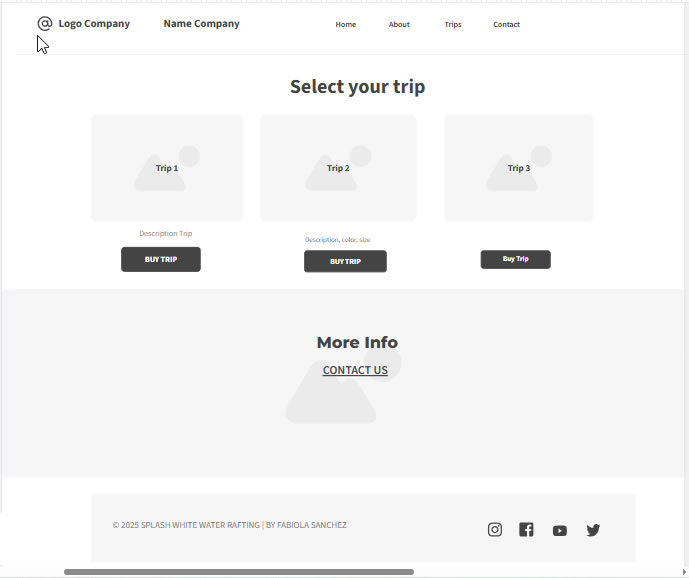 @ Logo Company Name Company Home About Trips Contact
Select your trip
Trip 1 Trip 2 Trip 3
Description Trip
Description, color, size
BUY TRIP BUY TRIP Buy Trip
More Info
CONTACT US
© 2025 SPLASH WHITE WATER RAFTING | BY FABIOLA SANCHEZ